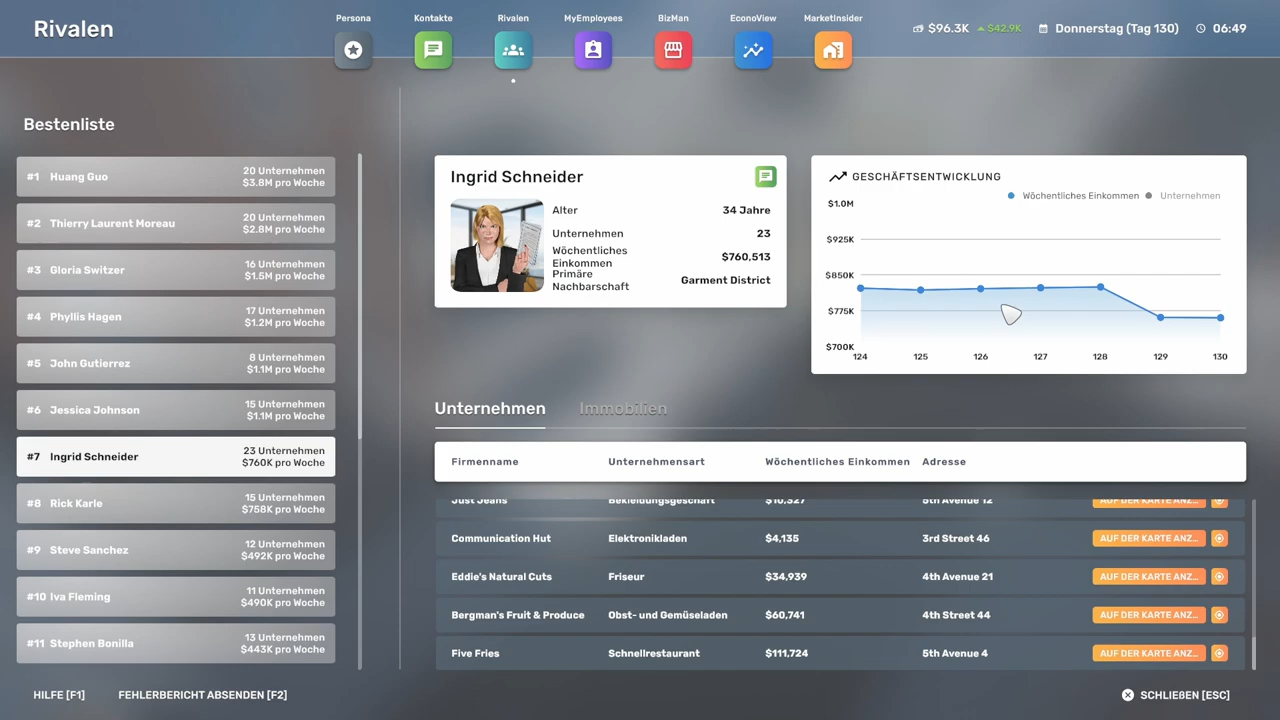 Rivalen
Persona
Kontakte
Rivalen
MyEmployees
BizMan
EconoView
MarketInsider
$96.3K
$42.9K
Donnerstag (Tag 130)
06:49
Bestenliste
#1 Huang Guo
20 Unternehmen
$3.8M pro Woche
#2 Thierry Laurent Moreau
20 Unternehmen
$2.8M pro Woche
#3 Gloria Switzer
16 Unternehmen
$1.5M pro Woche
#4 Phyllis Hagen
17 Unternehmen
$1.2M pro Woche
#5 John Gutierrez
8 Unternehmen
$1.1M pro Woche
#6 Jessica Johnson
15 Unternehmen
$1.1M pro Woche
#7 Ingrid Schneider
23 Unternehmen
$760K pro Woche
#8 Rick Karle
15 Unternehmen
$758K pro Woche
#9 Steve Sanchez
12 Unternehmen
$492K pro Woche
#10 Iva Fleming
11 Unternehmen
$490K pro Woche
#11 Stephen Bonilla
13 Unternehmen
$443K pro Woche
Ingrid Schneider
Alter 34 Jahre
Unternehmen 23
Wöchentliches
Einkommen
$760,513
Primäre
Nachbarschaft
Garment District
GESCHÄFTSENTWICKLUNG
Wöchentliches Einkommen
Unternehmen
$1.0M
$925K
$850K
$775K
$700K
124 125 126 127 128 129 130
Unternehmen
Immobilien
Firmenname Unternehmensart Wöchentliches Einkommen Adresse
Just Jeans Bekleidungsgeschäft $10,327 5th Avenue 12 AUF DER KARTE ANZ...
Communication Hut Elektronikladen $4,135 3rd Street 46 AUF DER KARTE ANZ...
Eddie's Natural Cuts Friseur $34,939 4th Avenue 21 AUF DER KARTE ANZ...
Bergman's Fruit & Produce Obst- und Gemüseladen $60,741 4th Street 44 AUF DER KARTE ANZ...
Five Fries Schnellrestaurant $111,724 5th Avenue 4 AUF DER KARTE ANZ...
HILFE [F1]
FEHLERBERICHT ABSENDEN [F2]
SCHLIEẞEN [ESC]